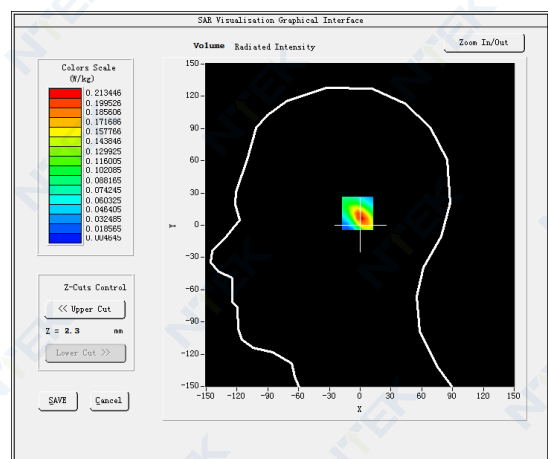 SAR Visualisation Graphical Interface
Volume Radiated Intensity
Zoom In/Out
Colors Scale
(W/kg)
0.213446
0.199526
0.185606
0.171686
0.157766
0.143846
0.129925
0.116005
0.102085
0.088165
0.074245
0.060325
0.046405
0.032485
0.018565
0.004645
Z-Cuts Control
<< Upper Cut
Z = 2.3 mm
Lower Cut >>
SAVE Cancel
150
120
90
60
30
0
-30
-60
-90
-120
-150
Y
-150 -120 -90 -60 -30 0 30 60 90 120 150
X
NTEK